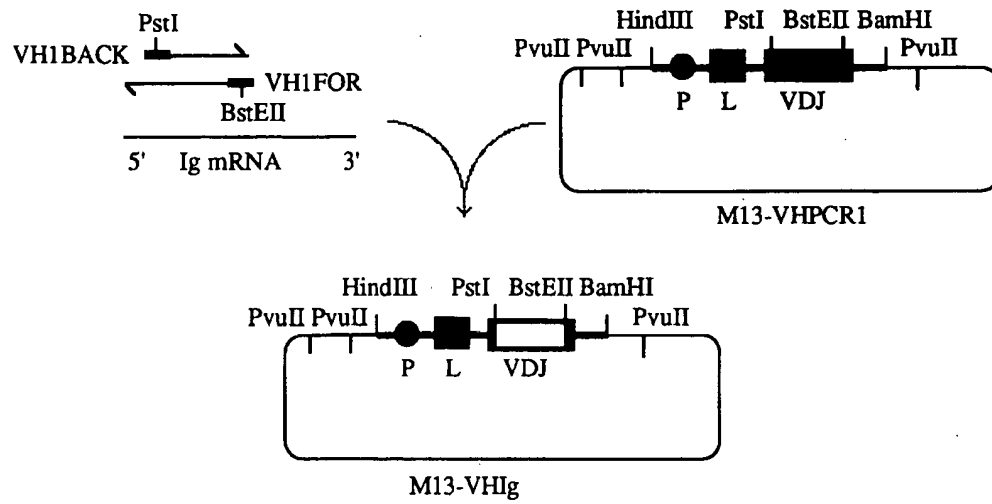 PstI
VH1BACK
VH1FOR
BstEII
5' Ig mRNA 3'
HindIII PstI BstEII BamHI
PvuII PvuII PvuII
P L VDJ
M13-VHPCR1
HindIII PstI BstEII BamHI
PvuII PvuII PvuII
P L VDJ
M13-VHIg